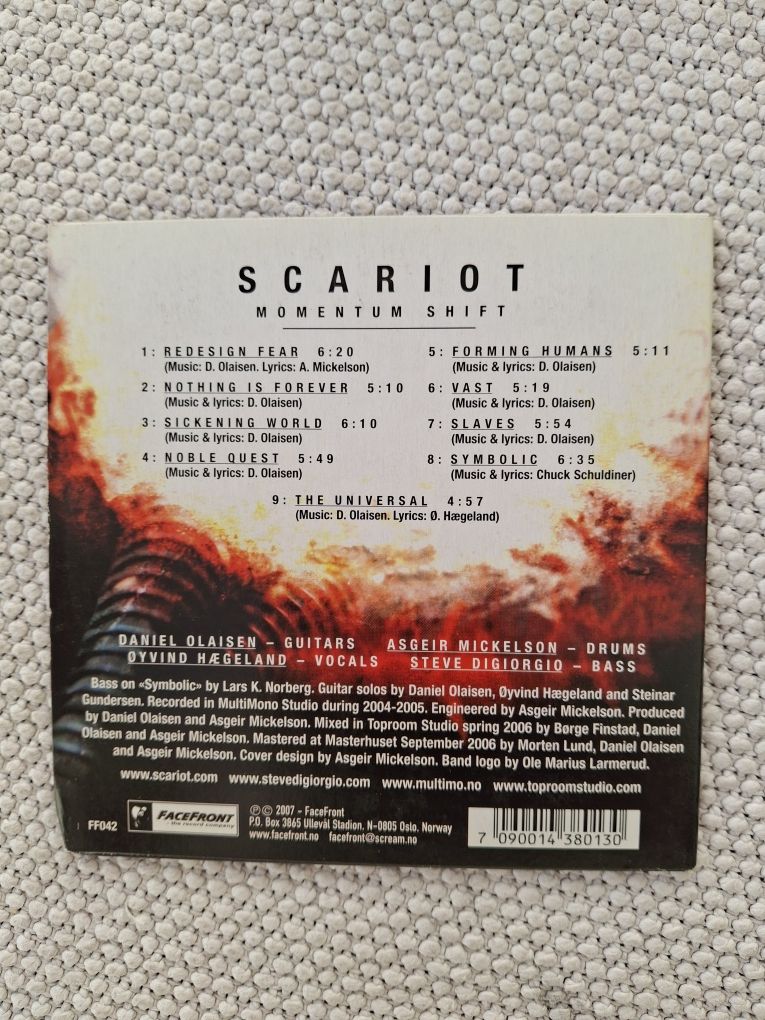 SCARIOT
MOMENTUM SHIFT
1: REDESIGN FEAR 6:20
(Music: D. Olaisen. Lyrics: A. Mickelson)
2: NOTHING IS FOREVER 5:10
(Music & lyrics: D. Olaisen)
3: SICKENING WORLD 6:10
(Music & lyrics: D. Olaisen)
4: NOBLE QUEST 5:49
(Music & lyrics: D. Olaisen)
5: FORMING HUMANS 5:11
(Music & lyrics: D. Olaisen)
6: VAST 5:19
(Music & lyrics: D. Olaisen)
7: SLAVES 5:54
(Music & lyrics: D. Olaisen)
8: SYMBOLIC 6:35
(Music & lyrics: Chuck Schuldiner)
9: THE UNIVERSAL 4:57
(Music: D. Olaisen. Lyrics: Ø. Hægeland)
DANIEL OLAISEN – GUITARS ASGEIR MICKELSON – DRUMS
ØYVIND HÆGELAND – VOCALS STEVE DIGIORGIO – BASS
Bass on «Symbolic» by Lars K. Norberg. Guitar solos by Daniel Olaisen, Øyvind Hægeland and Steinar
Gundersen. Recorded in MultiMono Studio during 2004-2005. Engineered by Asgeir Mickelson. Produced
by Daniel Olaisen and Asgeir Mickelson. Mixed in Toproom Studio spring 2006 by Børge Finstad, Daniel
Olaisen and Asgeir Mickelson. Mastered at Masterhuset September 2006 by Morten Lund, Daniel Olaisen
and Asgeir Mickelson. Cover design by Asgeir Mickelson. Band logo by Ole Marius Larmerud.
www.scariot.com www.stevedigiorgio.com www.multimo.no www.toproomstudio.com
FF042
FACEFRONT
the record company
℗ © 2007 - FaceFront
P.O. Box 3865 Ullevål Stadion. N-0805 Oslo. Norway
www.facefront.no facefront@scream.no
7 090014 380130